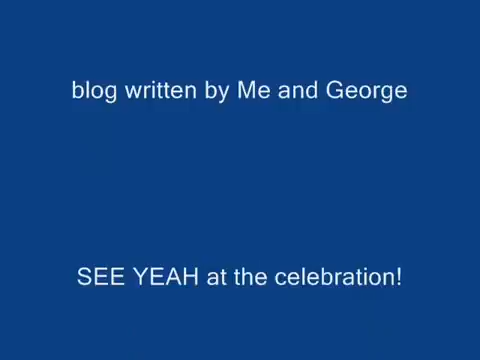 blog written by Me and George
SEE YEAH at the celebration!